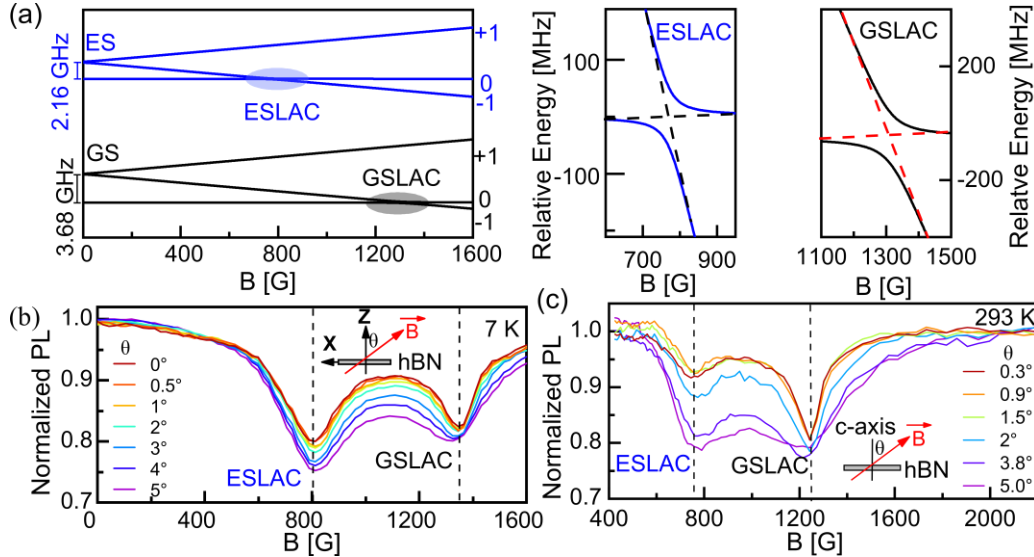 (a)
ES
+1
0
-1
2.16 GHz
ESLAC
GS
+1
0
-1
3.68 GHz
GSLAC
0 400 800 1200 1600
B [G]
ESLAC
Relative Energy [MHz]
100
-100
700 900
B [G]
GSLAC
Relative Energy [MHz]
200
-200
1100 1300 1500
B [G]
(b)
Normalized PL
1.0
0.9
0.8
0.7
θ
0°
0.5°
1°
2°
3°
4°
5°
Z
θ
B
X
hBN
7 K
ESLAC
GSLAC
0 400 800 1200 1600
B [G]
(c)
Normalized PL
1.0
0.9
0.8
0.7
293 K
θ
0.3°
0.9°
1.5°
2°
3.8°
5.0°
c-axis
θ
B
hBN
ESLAC
GSLAC
400 800 1200 1600 2000
B [G]